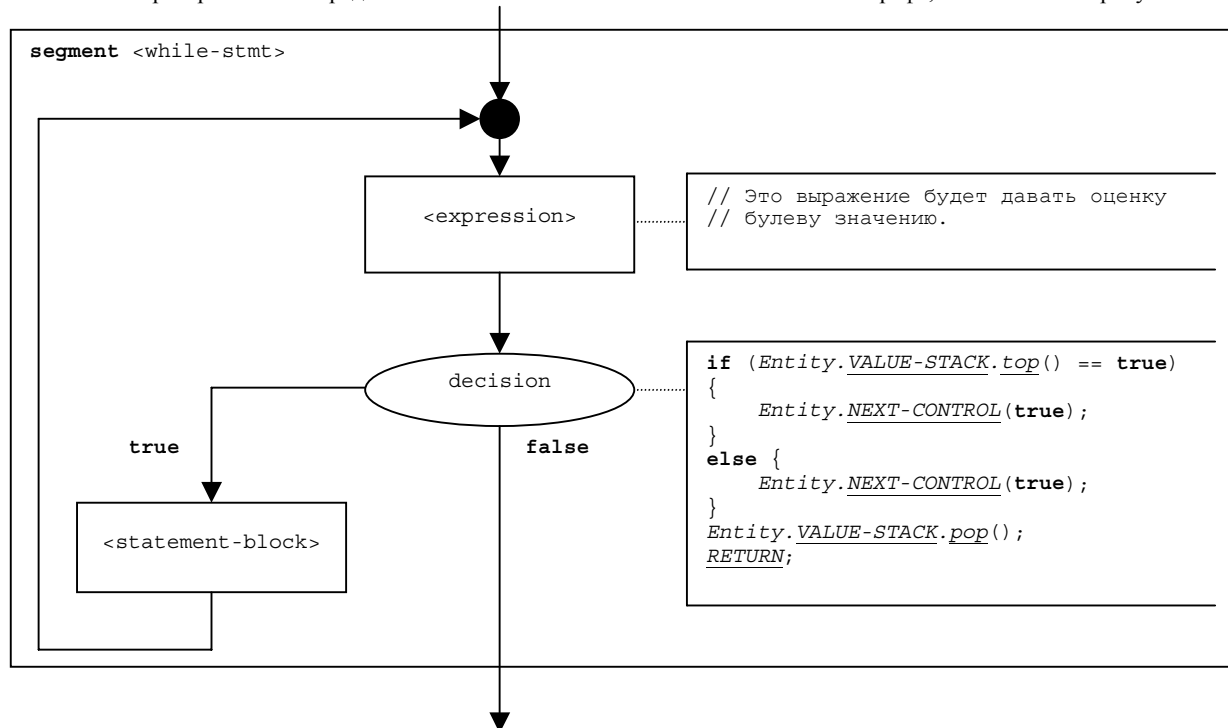 segment <while-stmt>
<expression>
// Это выражение будет давать оценку
// булеву значению.
decision
true
false
if (Entity.VALUE-STACK.top() == true)
{
Entity.NEXT-CONTROL(true);
}
else {
Entity.NEXT-CONTROL(true);
}
Entity.VALUE-STACK.pop();
RETURN;
<statement-block>